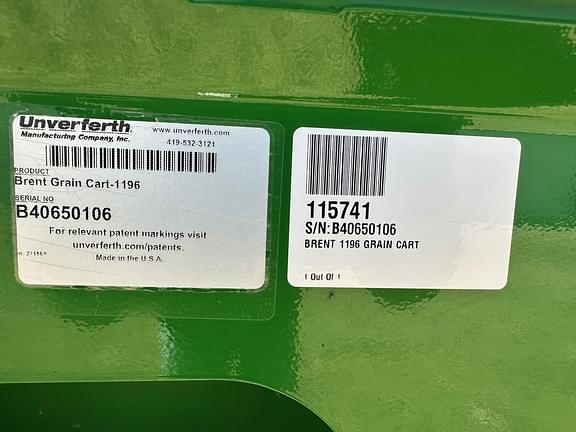 Unverferth
Manufacturing Company, Inc.
www.unverferth.com
419-532-3121
PRODUCT
Brent Grain Cart-1196
SERIAL NO
B40650106
For relevant patent markings visit
unverferth.com/patents.
Made in the U.S.A.
115741
S/N:B40650106
BRENT 1196 GRAIN CART
1 Out Of 1